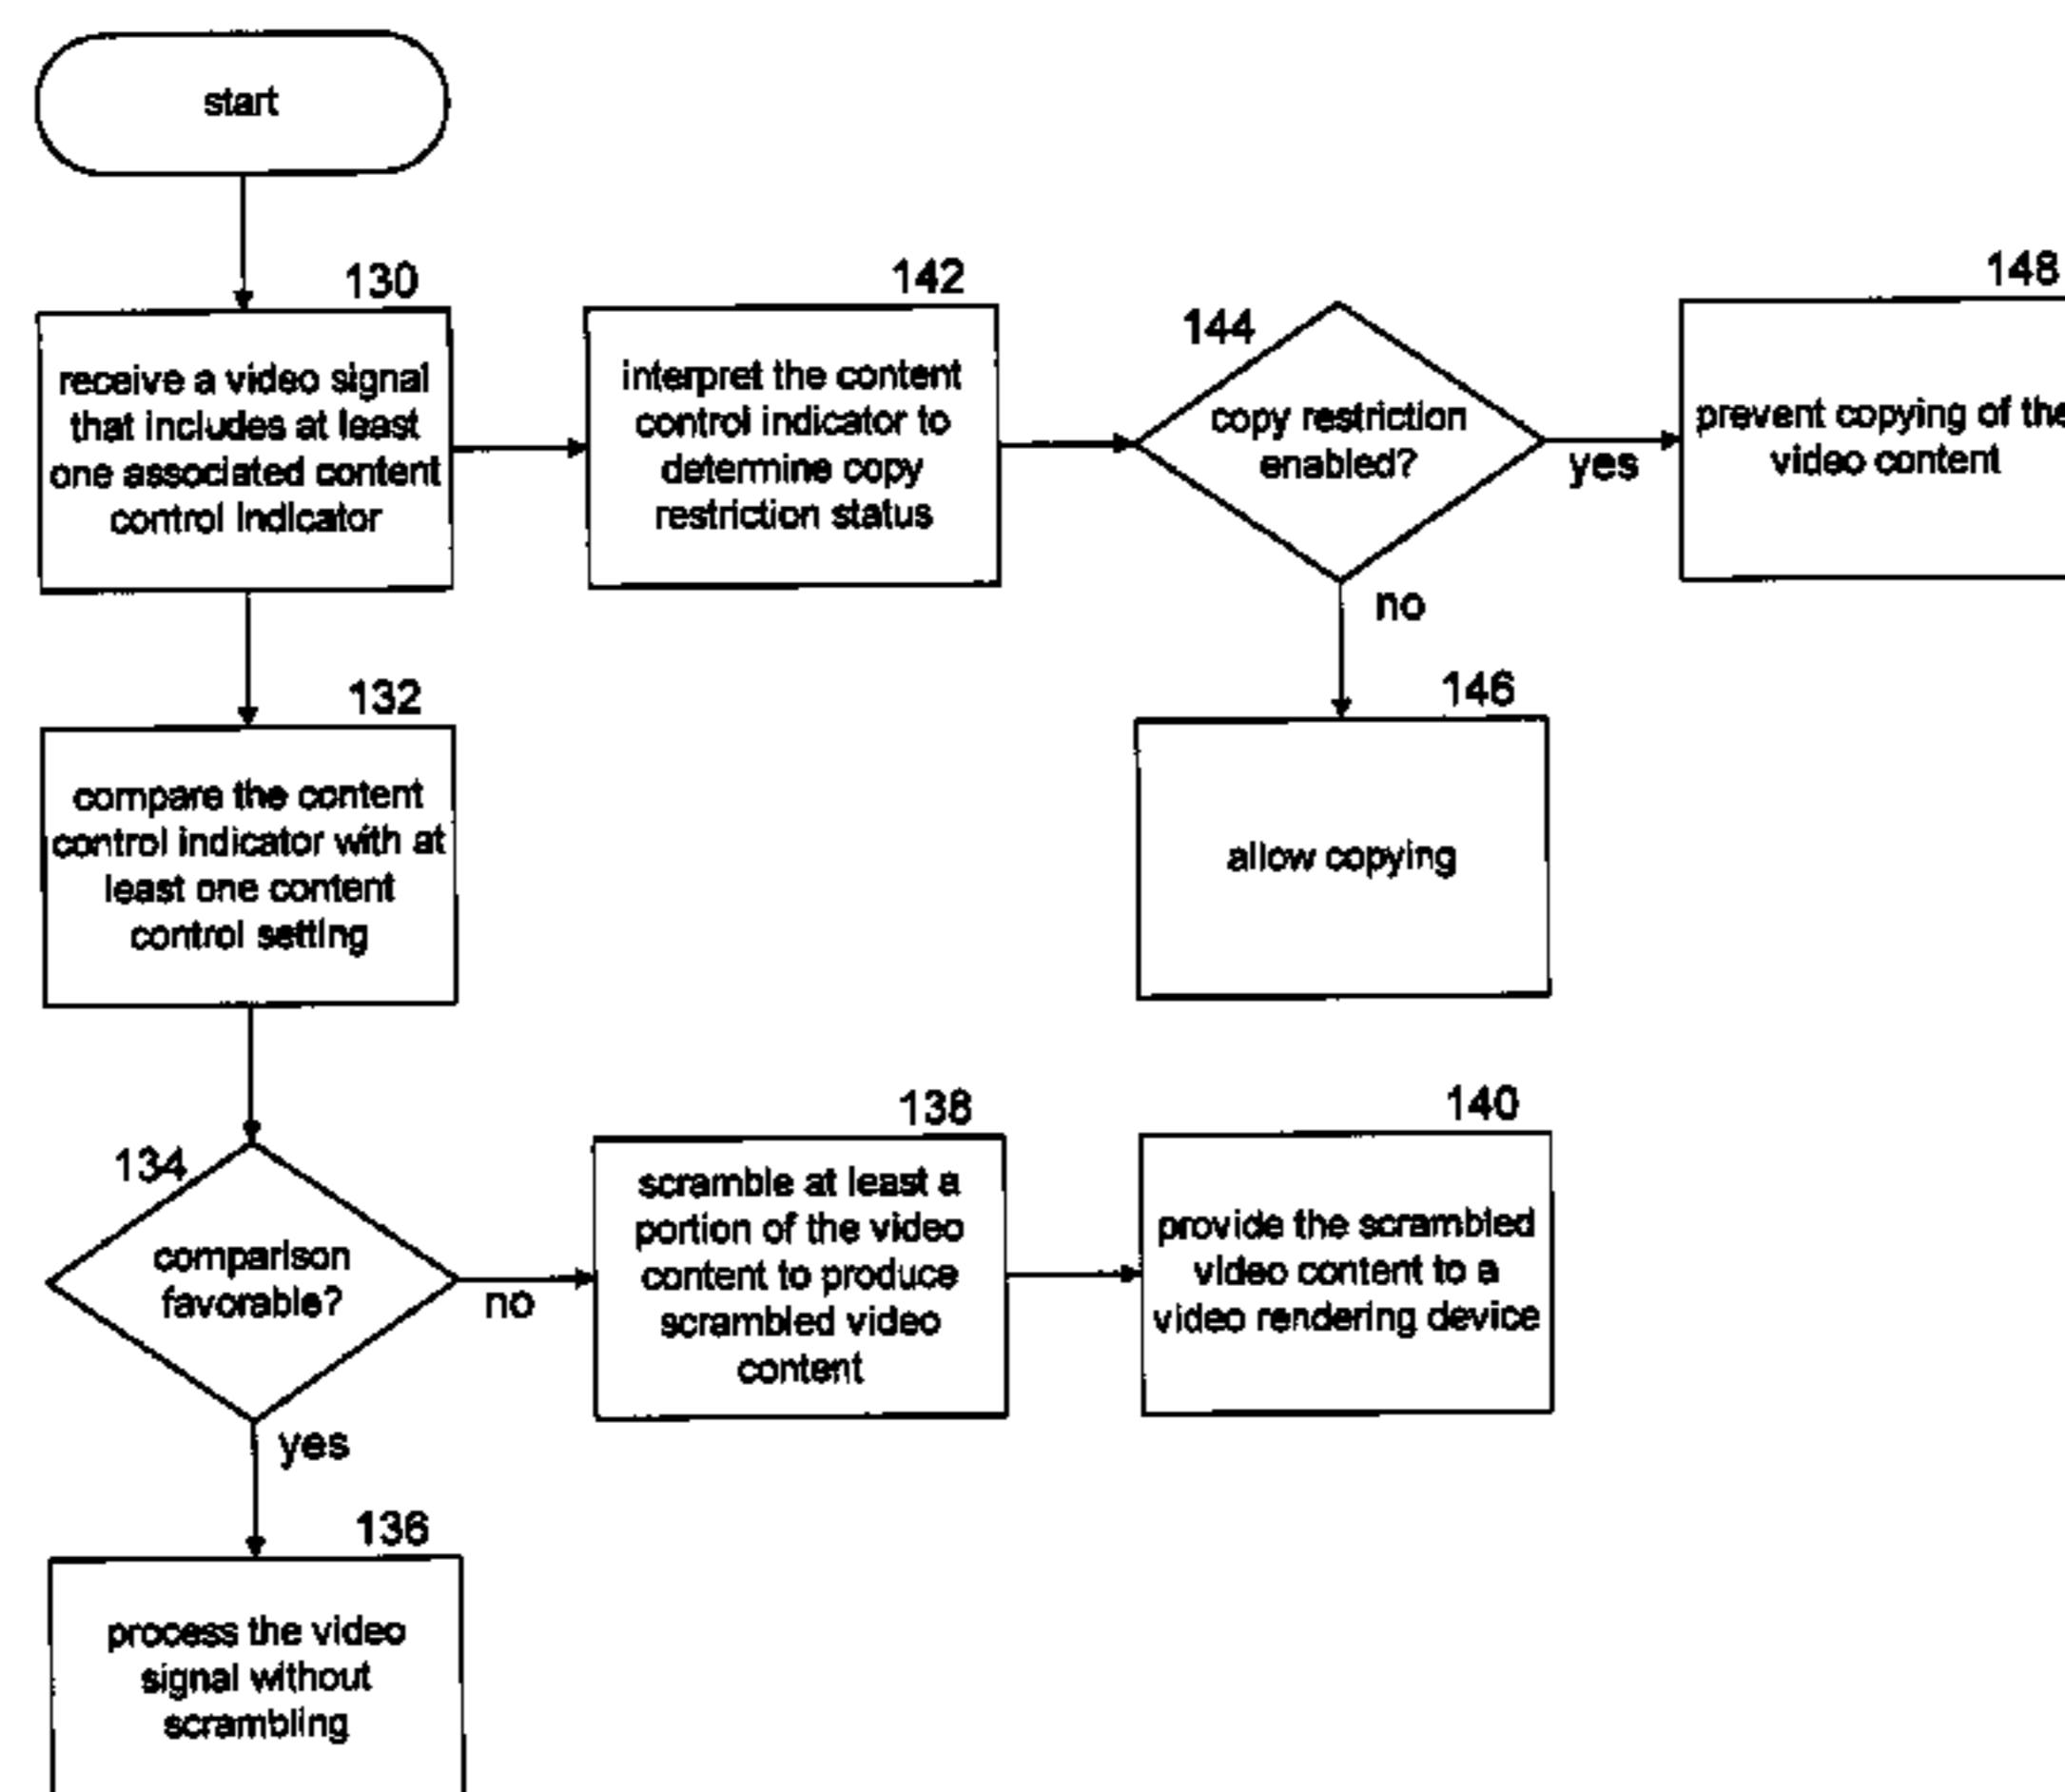 start
130
receive a video signal
that includes at least
one associated content
control indicator
142
interpret the content
control indicator to
determine copy
restriction status
144
copy restriction
enabled?
yes
148
prevent copying of the
video content
no
146
allow copying
132
compare the content
control indicator with at
least one content
control setting
134
comparison
favorable?
no
138
scramble at least a
portion of the video
content to produce
scrambled video
content
140
provide the scrambled
video content to a
video rendering device
yes
136
process the video
signal without
scrambling